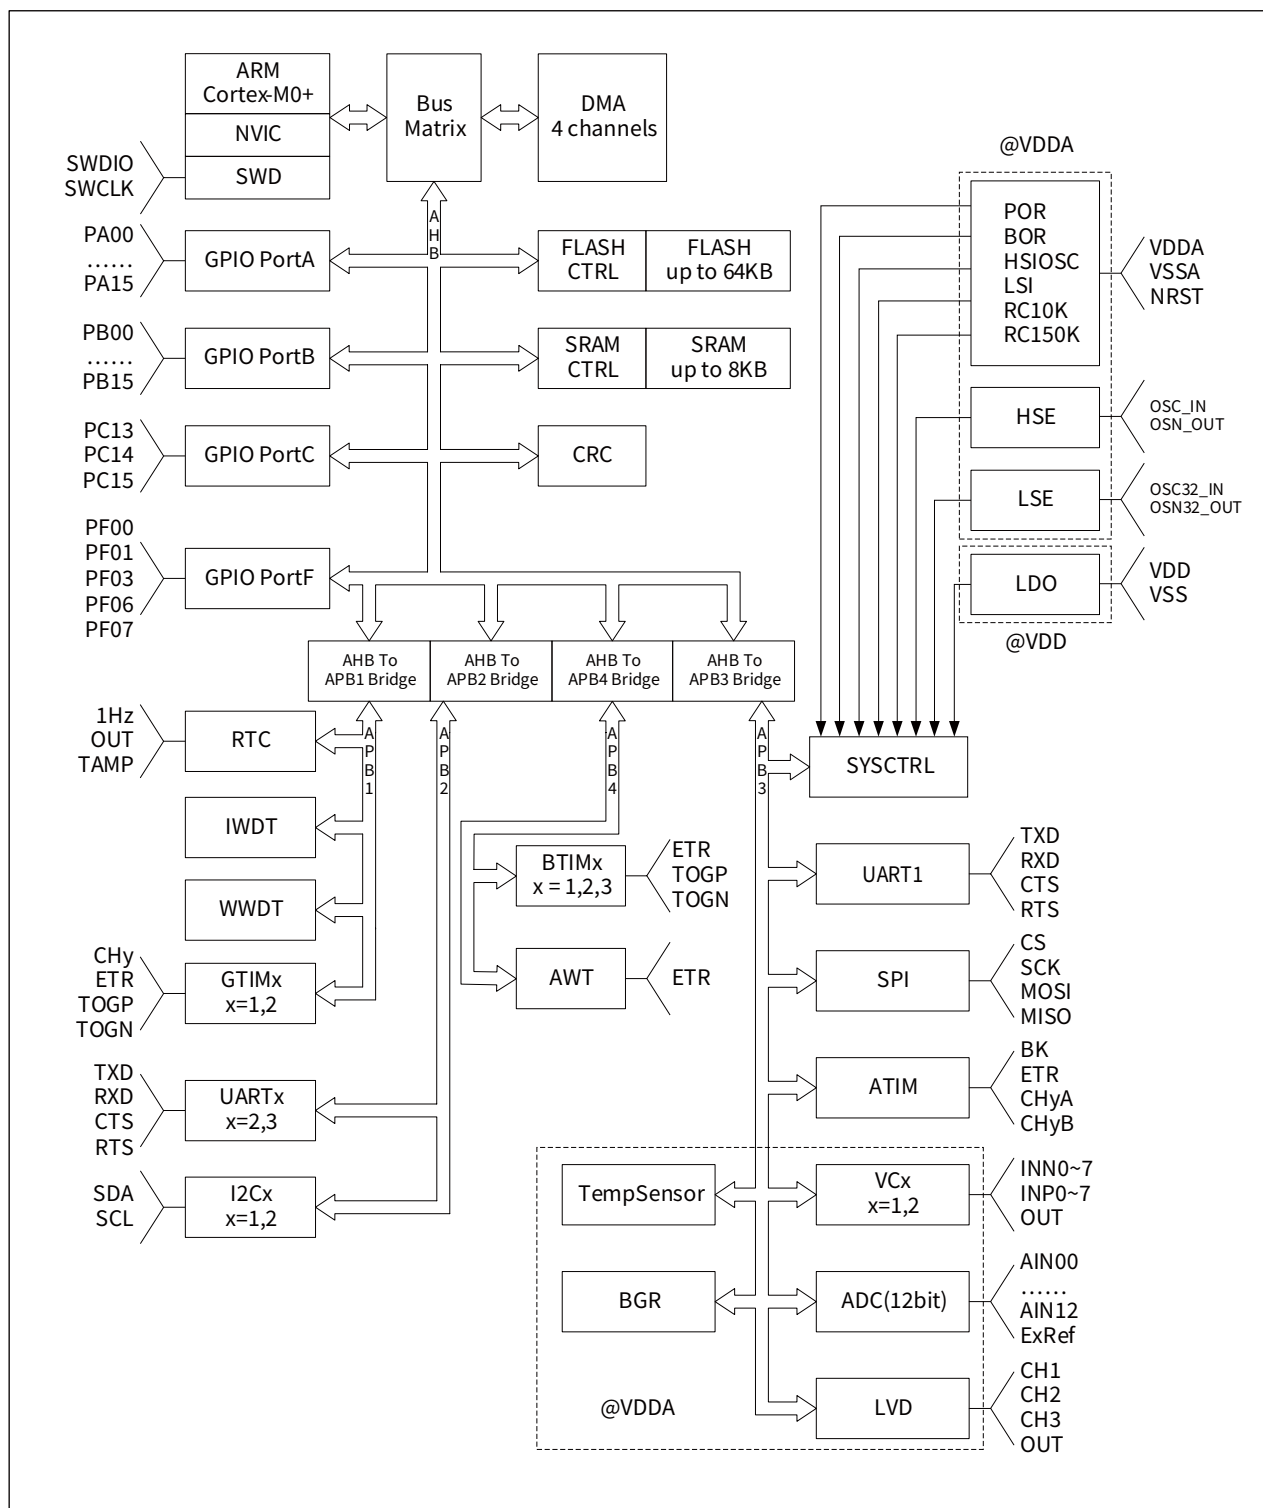 ARM
Cortex-M0+
NVIC
SWD
Bus
Matrix
DMA
4 channels
SWDIO
SWCLK
@VDDA
AHB
PA00
......
PA15
GPIO PortA
FLASH
CTRL
FLASH
up to 64KB
POR
BOR
HSIOSC
LSI
RC10K
RC150K
VDDA
VSSA
NRST
PB00
......
PB15
GPIO PortB
SRAM
CTRL
SRAM
up to 8KB
PC13
PC14
PC15
GPIO PortC
CRC
HSE
OSC_IN
OSN_OUT
LSE
OSC32_IN
OSN32_OUT
PF00
PF01
PF03
PF06
PF07
GPIO PortF
LDO
VDD
VSS
@VDD
AHB To
APB1 Bridge
AHB To
APB2 Bridge
AHB To
APB4 Bridge
AHB To
APB3 Bridge
1Hz
OUT
TAMP
RTC
APB1
APB2
APB4
APB3
SYSCTRL
IWDT
WWDT
BTIMx
x = 1,2,3
ETR
TOGP
TOGN
UART1
TXD
RXD
CTS
RTS
CHy
ETR
TOGP
TOGN
GTIMx
x=1,2
AWT
ETR
SPI
CS
SCK
MOSI
MISO
TXD
RXD
CTS
RTS
UARTx
x=2,3
ATIM
BK
ETR
CHyA
CHyB
SDA
SCL
I2Cx
x=1,2
TempSensor
VCx
x=1,2
INN0~7
INP0~7
OUT
BGR
ADC(12bit)
AIN00
......
AIN12
ExRef
@VDDA
LVD
CH1
CH2
CH3
OUT